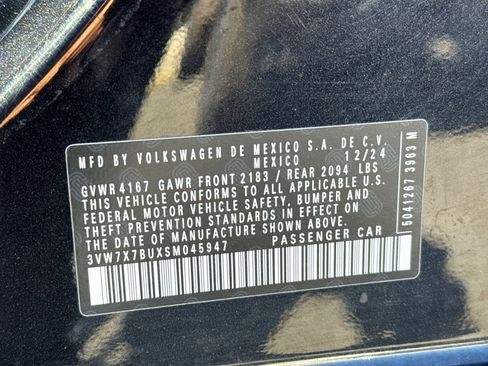 MFD BY VOLKSWAGEN DE MEXICO S.A. DE C.V.
MEXICO 12/24
GVWR 4167 GAWR FRONT 2183 / REAR 2094 LBS
THIS VEHICLE CONFORMS TO ALL APPLICABLE U.S.
FEDERAL MOTOR VEHICLE SAFETY, BUMPER AND
THEFT PREVENTION STANDARDS IN EFFECT ON
THE DATE OF MANUFACTURE SHOWN ABOVE.
3VW7X7BUXSM045947 PASSENGER CAR
5041267 3963 M